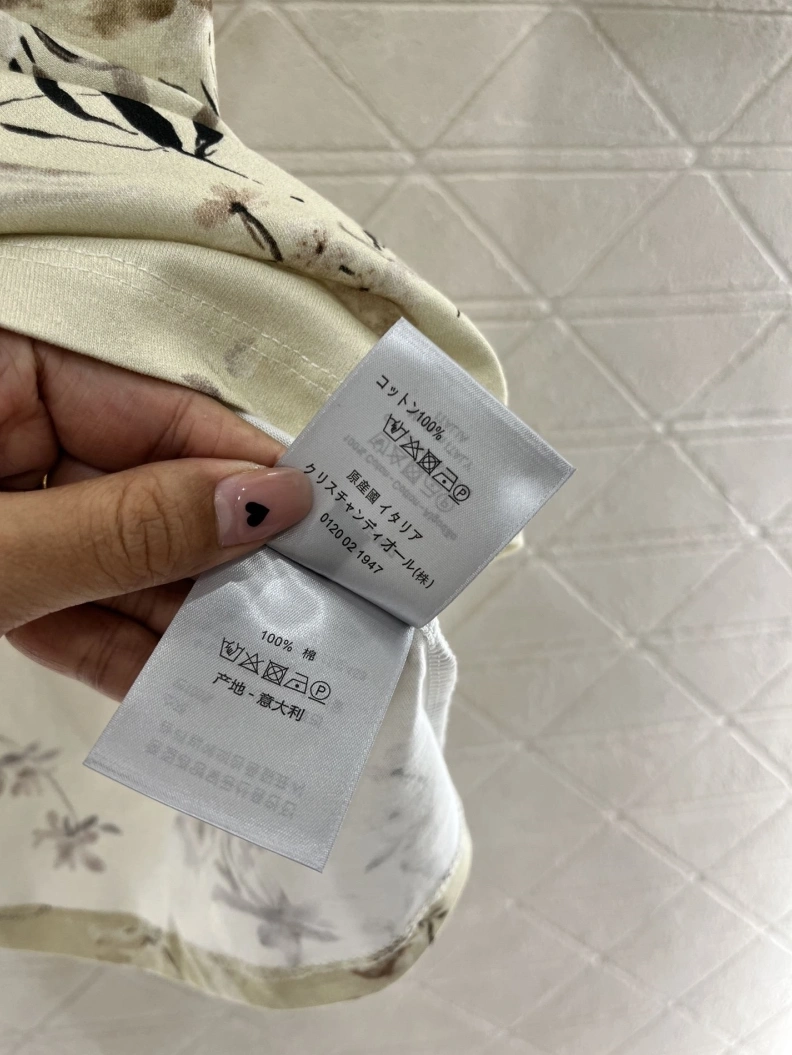 コットン100%
原産國 イタリア
クリスチャンディオール(株)
0120 02 1947
100% 棉
产地 - 意大利